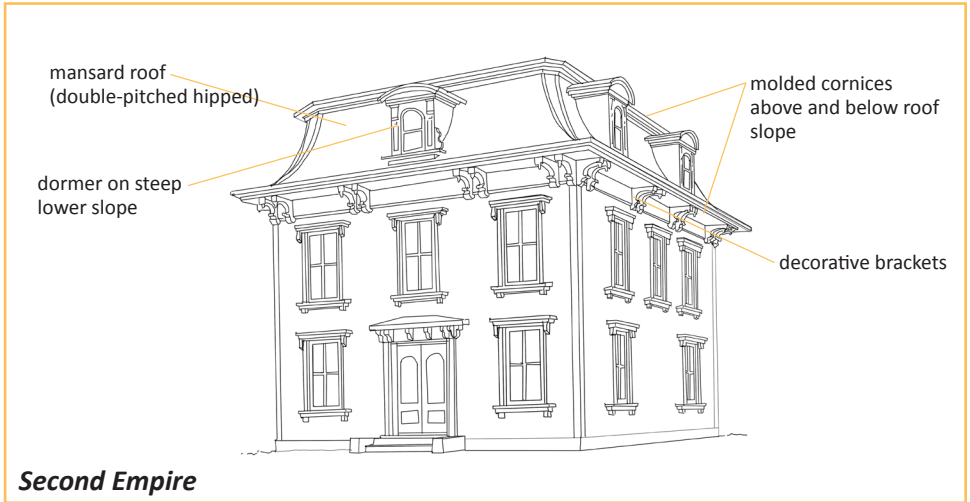 mansard roof
(double-pitched hipped)
molded cornices
above and below roof
slope
dormer on steep
lower slope
decorative brackets
Second Empire